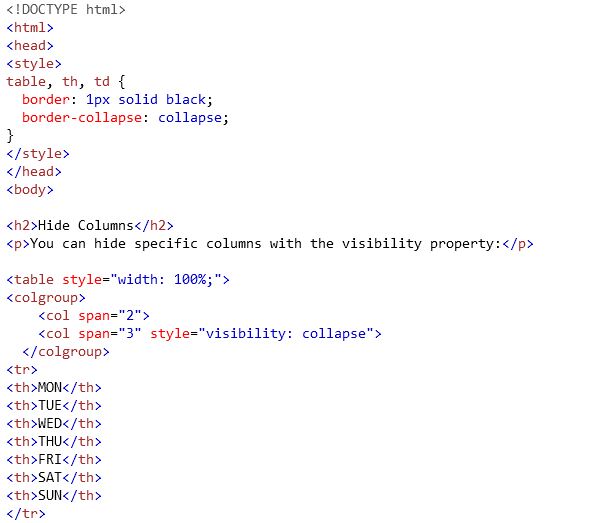 <!DOCTYPE html>
<html>
<head>
<style>
table, th, td {
  border: 1px solid black;
  border-collapse: collapse;
}
</style>
</head>
<body>

<h2>Hide Columns</h2>
<p>You can hide specific columns with the visibility property:</p>

<table style="width: 100%;">
<colgroup>
    <col span="2">
    <col span="3" style="visibility: collapse">
  </colgroup>
<tr>
<th>MON</th>
<th>TUE</th>
<th>WED</th>
<th>THU</th>
<th>FRI</th>
<th>SAT</th>
<th>SUN</th>
</tr>